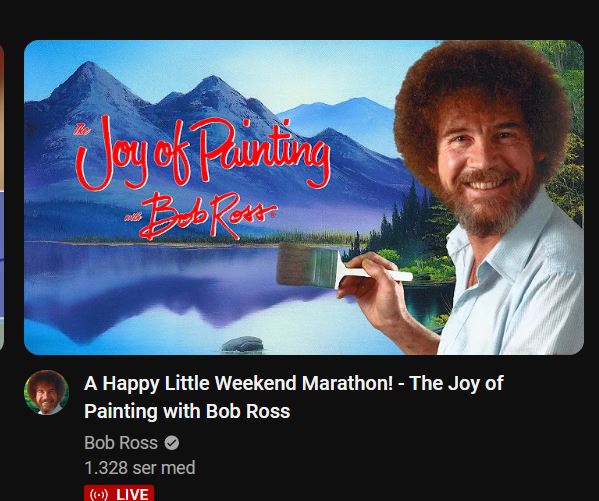 The
Joy of Painting
with
Bob Ross
A Happy Little Weekend Marathon! - The Joy of
Painting with Bob Ross
Bob Ross
1.328 ser med
LIVE